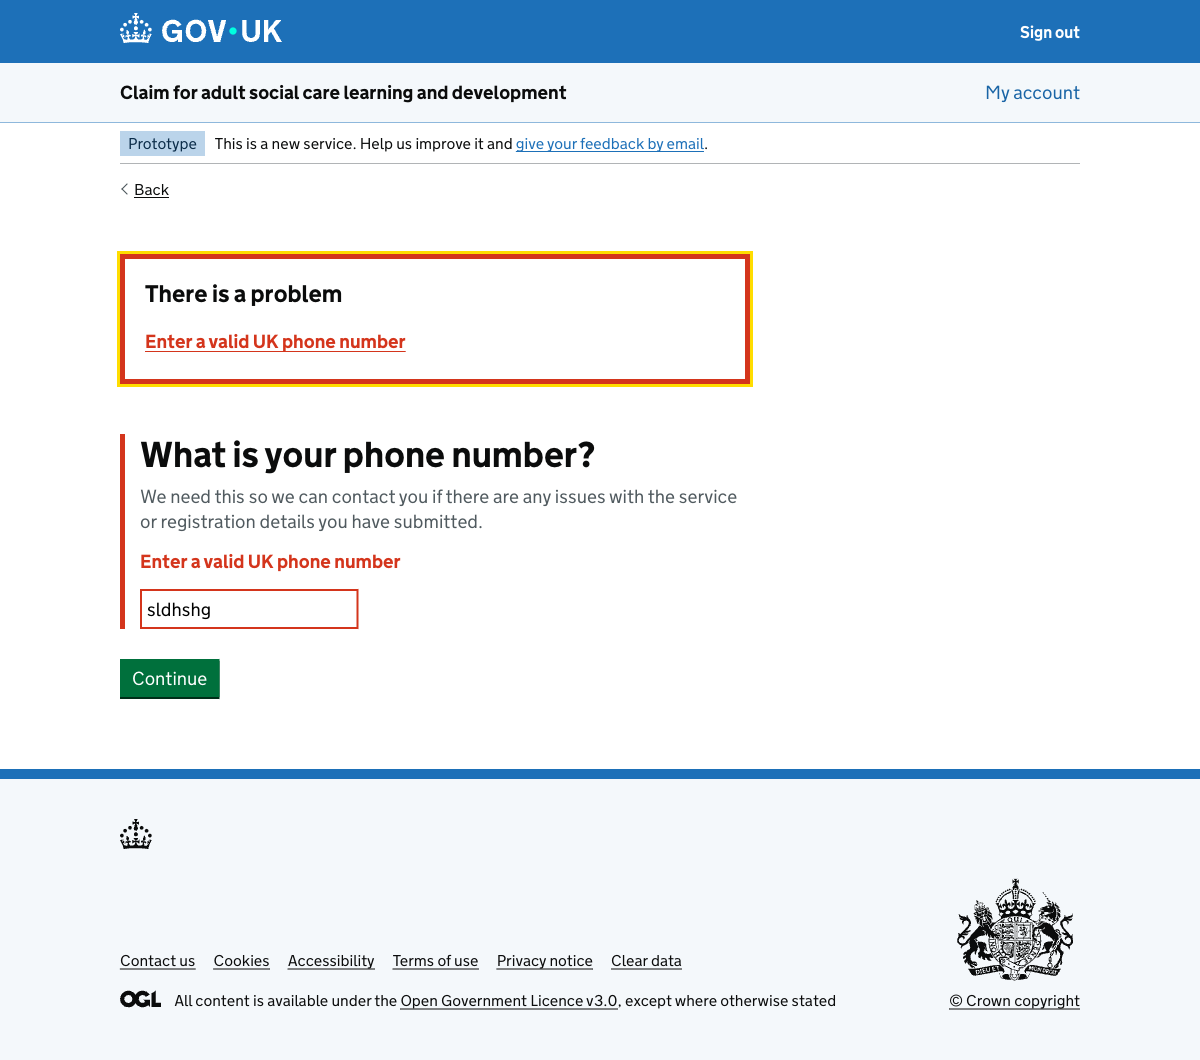 GOV·UK
Sign out
Claim for adult social care learning and development
My account
Prototype This is a new service. Help us improve it and give your feedback by email.
Back
There is a problem
Enter a valid UK phone number
What is your phone number?
We need this so we can contact you if there are any issues with the service
or registration details you have submitted.
Enter a valid UK phone number
sldhshg
Continue
Contact us Cookies Accessibility Terms of use Privacy notice Clear data
OGL All content is available under the Open Government Licence v3.0, except where otherwise stated
© Crown copyright